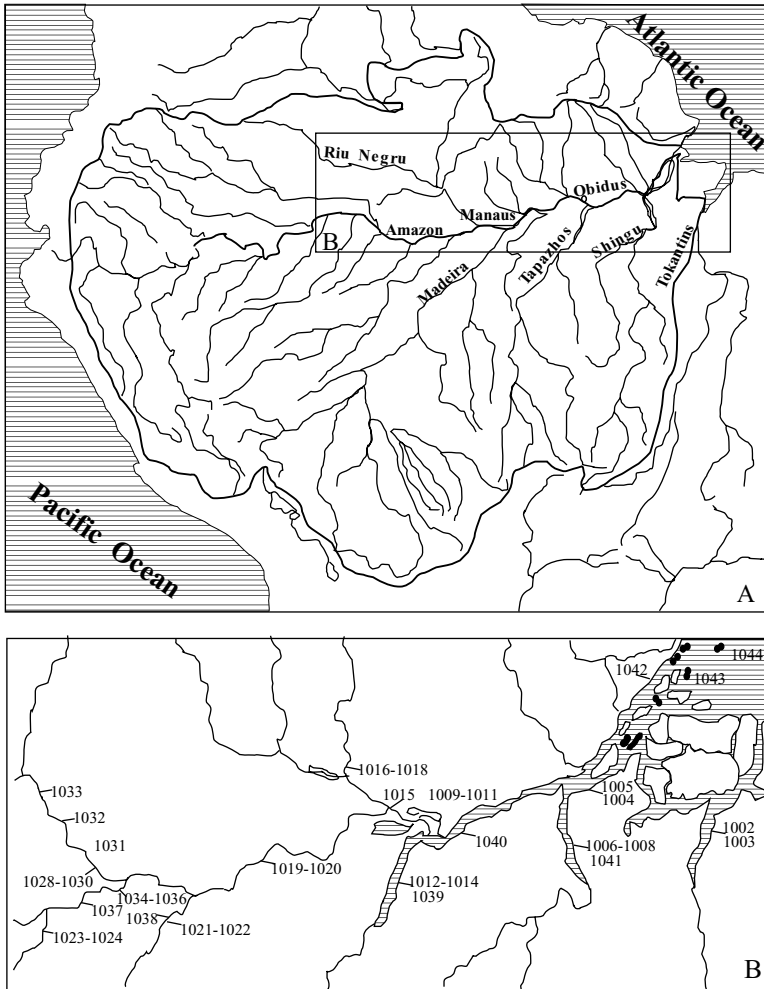 Atlantic Ocean
Riu Negru
Obidus
Manaus
Amazon
B
Shingu
Tapazhos
Madeira
Tokantins
Pacific Ocean
A
1042
1044
1043
1016-1018
1033
1015
1009-1011
1005
1004
1032
1002
1003
1031
1040
1006-1008
1041
1019-1020
1028-1030
1012-1014
1039
1034-1036
1037
1038
1021-1022
1023-1024
B